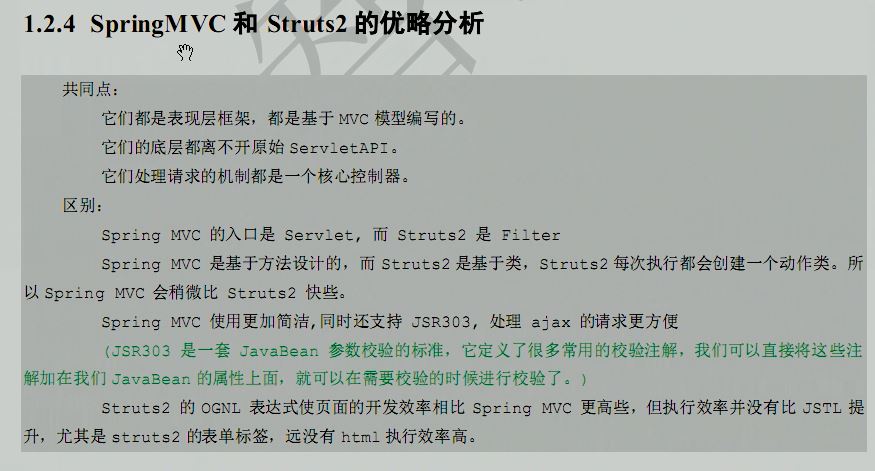 1.2.4 SpringMVC 和 Struts2 的优略分析
共同点：
它们都是表现层框架，都是基于 MVC 模型编写的。
它们的底层都离不开原始 ServletAPI。
它们处理请求的机制都是一个核心控制器。
区别：
Spring MVC 的入口是 Servlet, 而 Struts2 是 Filter
Spring MVC 是基于方法设计的，而 Struts2 是基于类，Struts2 每次执行都会创建一个动作类。所
以 Spring MVC 会稍微比 Struts2 快些。
Spring MVC 使用更加简洁,同时还支持 JSR303, 处理 ajax 的请求更方便
(JSR303 是一套 JavaBean 参数校验的标准，它定义了很多常用的校验注解，我们可以直接将这些注
解加在我们 JavaBean 的属性上面，就可以在需要校验的时候进行校验了。)
Struts2 的 OGNL 表达式使页面的开发效率相比 Spring MVC 更高些，但执行效率并没有比 JSTL 提
升，尤其是 struts2 的表单标签，远没有 html 执行效率高。